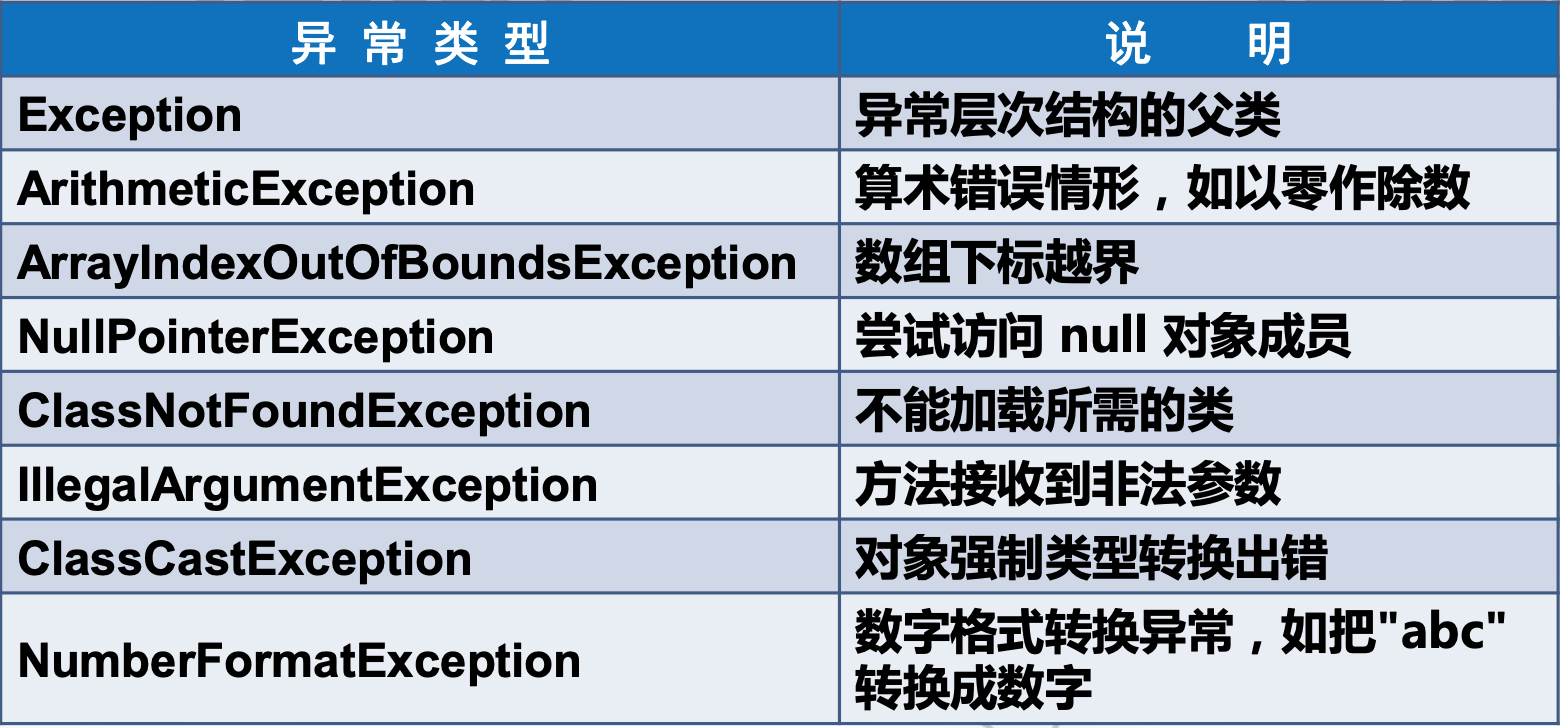 异 常 类 型
说 明
Exception
异常层次结构的父类
ArithmeticException
算术错误情形，如以零作除数
ArrayIndexOutOfBoundsException
数组下标越界
NullPointerException
尝试访问 null 对象成员
ClassNotFoundException
不能加载所需的类
IllegalArgumentException
方法接收到非法参数
ClassCastException
对象强制类型转换出错
NumberFormatException
数字格式转换异常，如把"abc"
转换成数字